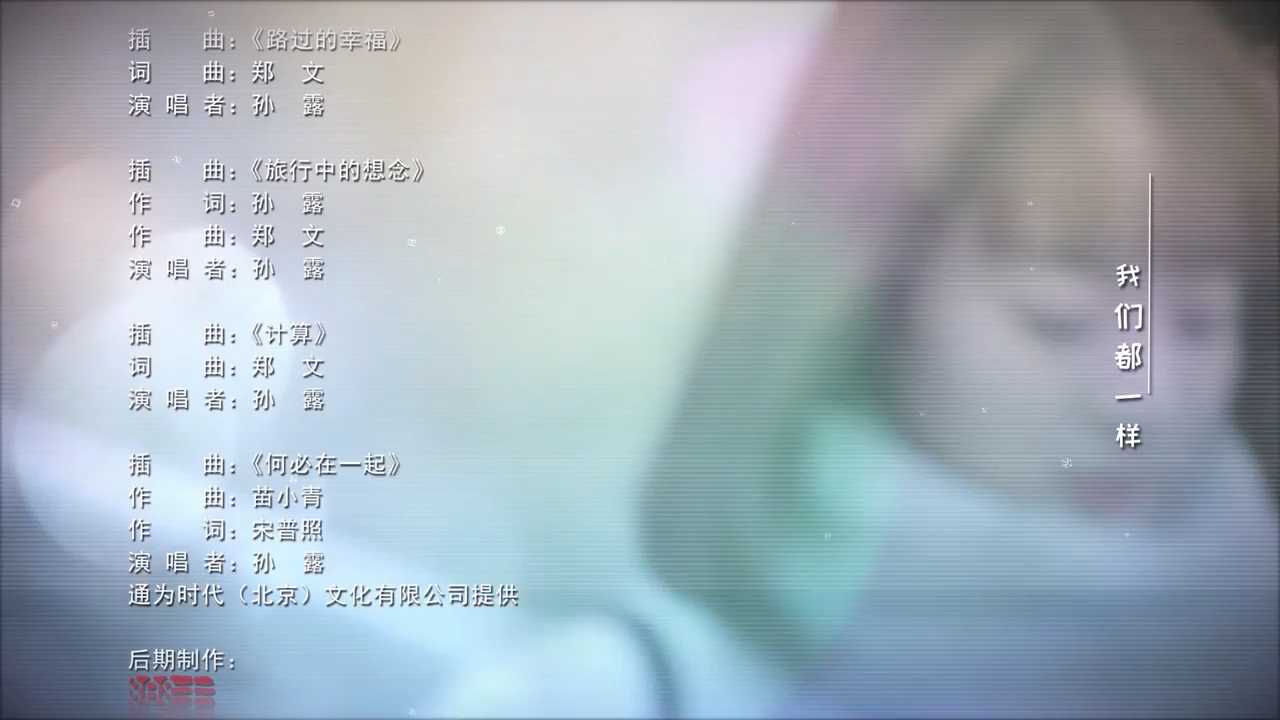 插　　曲：《路过的幸福》
词　　曲：郑　文
演 唱 者：孙　露
插　　曲：《旅行中的想念》
作　　词：孙　露
作　　曲：郑　文
演 唱 者：孙　露
插　　曲：《计算》
词　　曲：郑　文
演 唱 者：孙　露
插　　曲：《何必在一起》
作　　曲：苗小青
作　　词：宋普照
演 唱 者：孙　露
通为时代（北京）文化有限公司提供
后期制作：
我们都一样